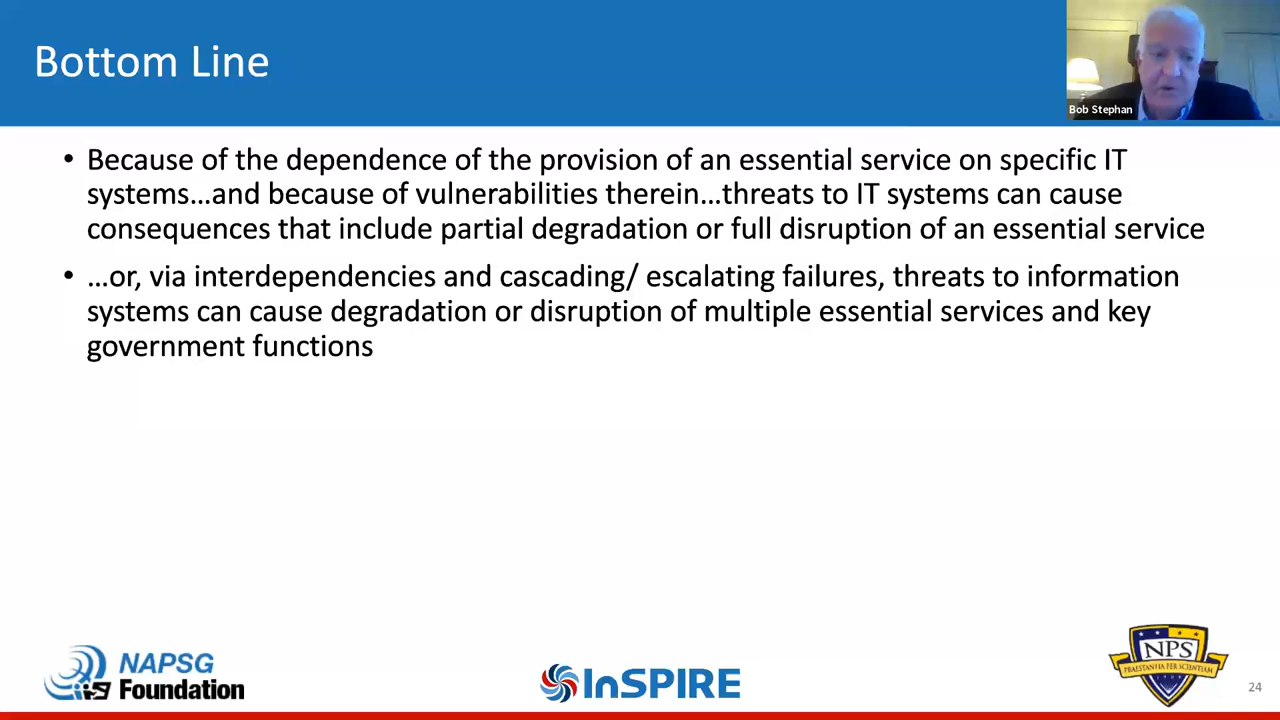 Bottom Line
Bob Stephan
• Because of the dependence of the provision of an essential service on specific IT
systems…and because of vulnerabilities therein…threats to IT systems can cause
consequences that include partial degradation or full disruption of an essential service
• …or, via interdependencies and cascading/ escalating failures, threats to information
systems can cause degradation or disruption of multiple essential services and key
government functions
NAPSG
Foundation
InSPIRE
NPS
PRAESTANTIA PER SCIENTIAM
24